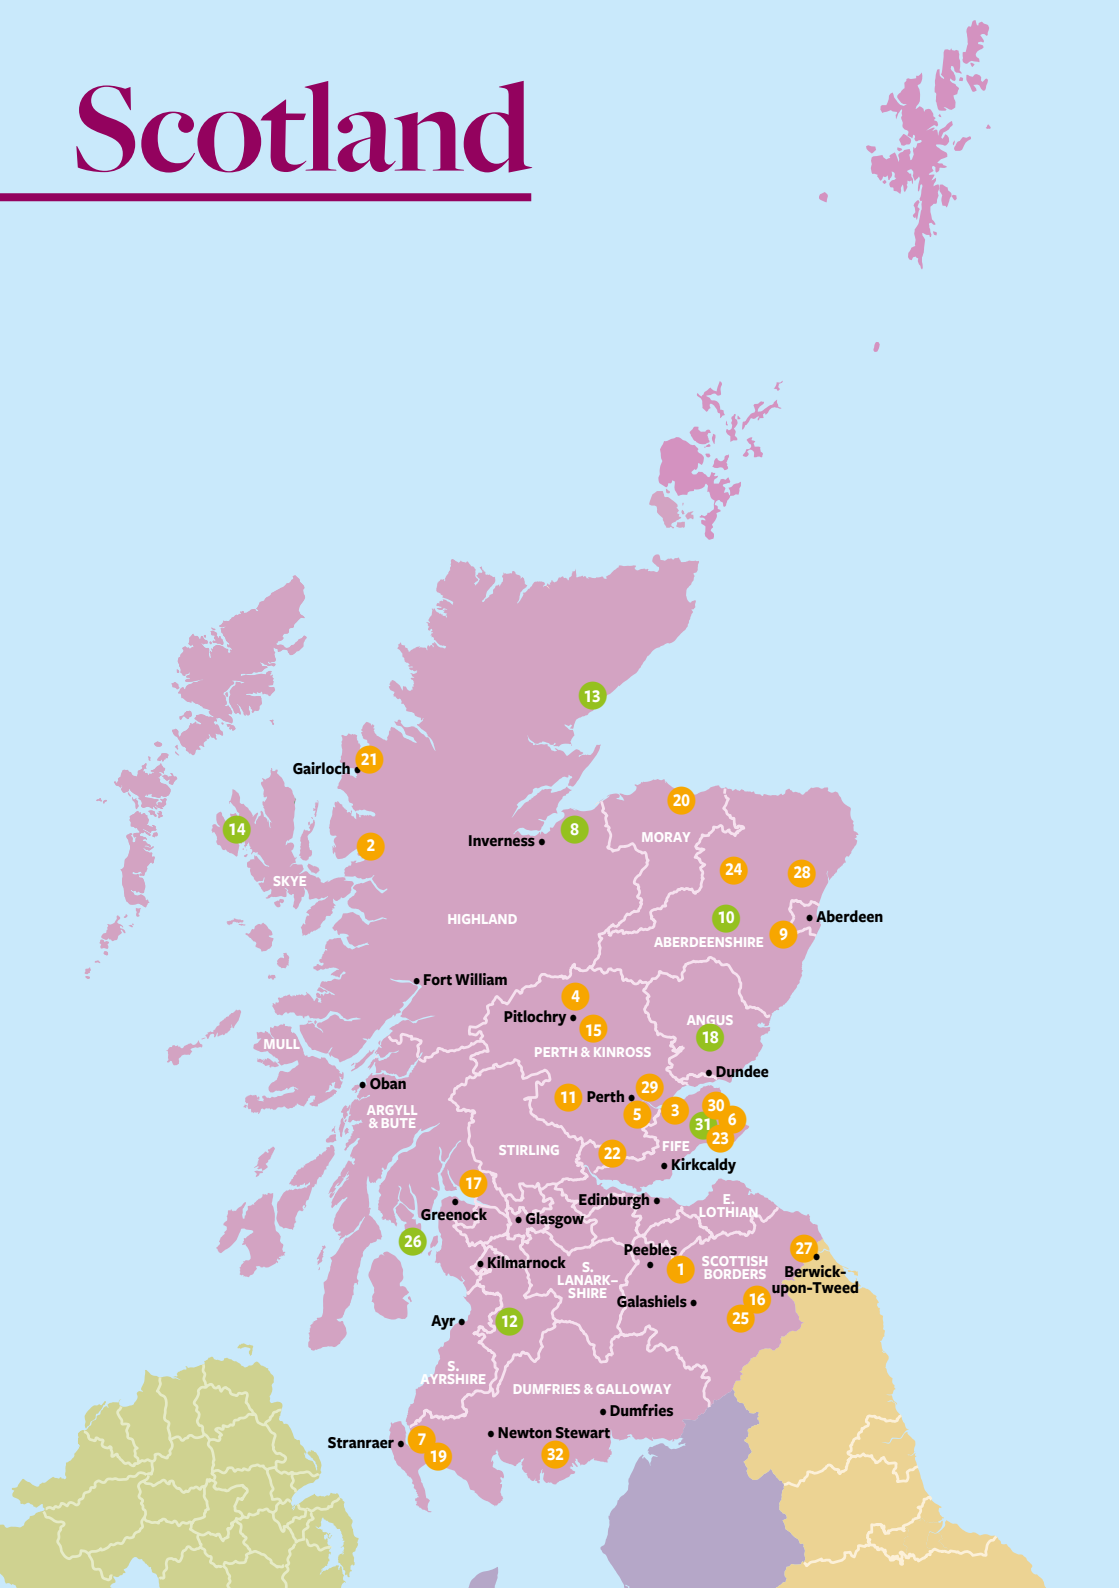 Scotland
13
21
Gairloch
20
14
8
2
Inverness
MORAY
24
28
SKYE
HIGHLAND
10
Aberdeen
9
ABERDEENSHIRE
Fort William
4
Pitlochry
ANGUS
15
18
MULL
PERTH & KINROSS
Dundee
Oban
29
11
Perth
30
ARGYLL
& BUTE
5
3
6
31
23
STIRLING
22
FIFE
Kirkcaldy
17
Edinburgh
E.
LOTHIAN
Greenock
Glasgow
26
27
Peebles
Kilmarnock
1
SCOTTISH
BORDERS
S.
LANARK–
SHIRE
Berwick-
upon-Tweed
Galashiels
16
25
Ayr
12
S.
AYRSHIRE
DUMFRIES & GALLOWAY
Dumfries
Stranraer
7
Newton Stewart
19
32